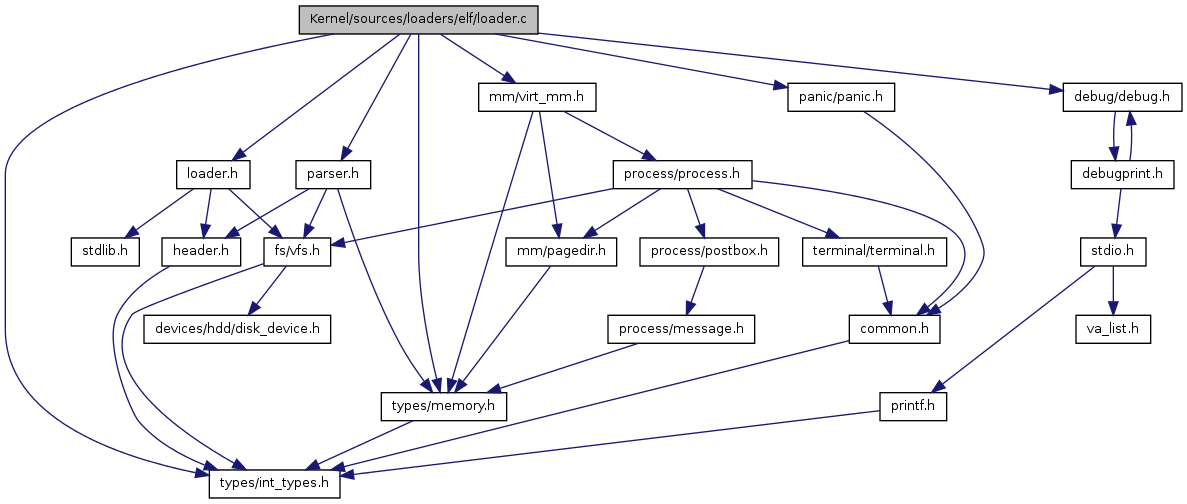 Kernel/sources/loaders/elf/loader.c
mm/virt_mm.h
panic/panic.h
debug/debug.h
loader.h
parser.h
process/process.h
debugprint.h
stdlib.h
header.h
fs/vfs.h
mm/pagedir.h
process/postbox.h
terminal/terminal.h
stdio.h
devices/hdd/disk_device.h
process/message.h
common.h
va_list.h
types/memory.h
printf.h
types/int_types.h